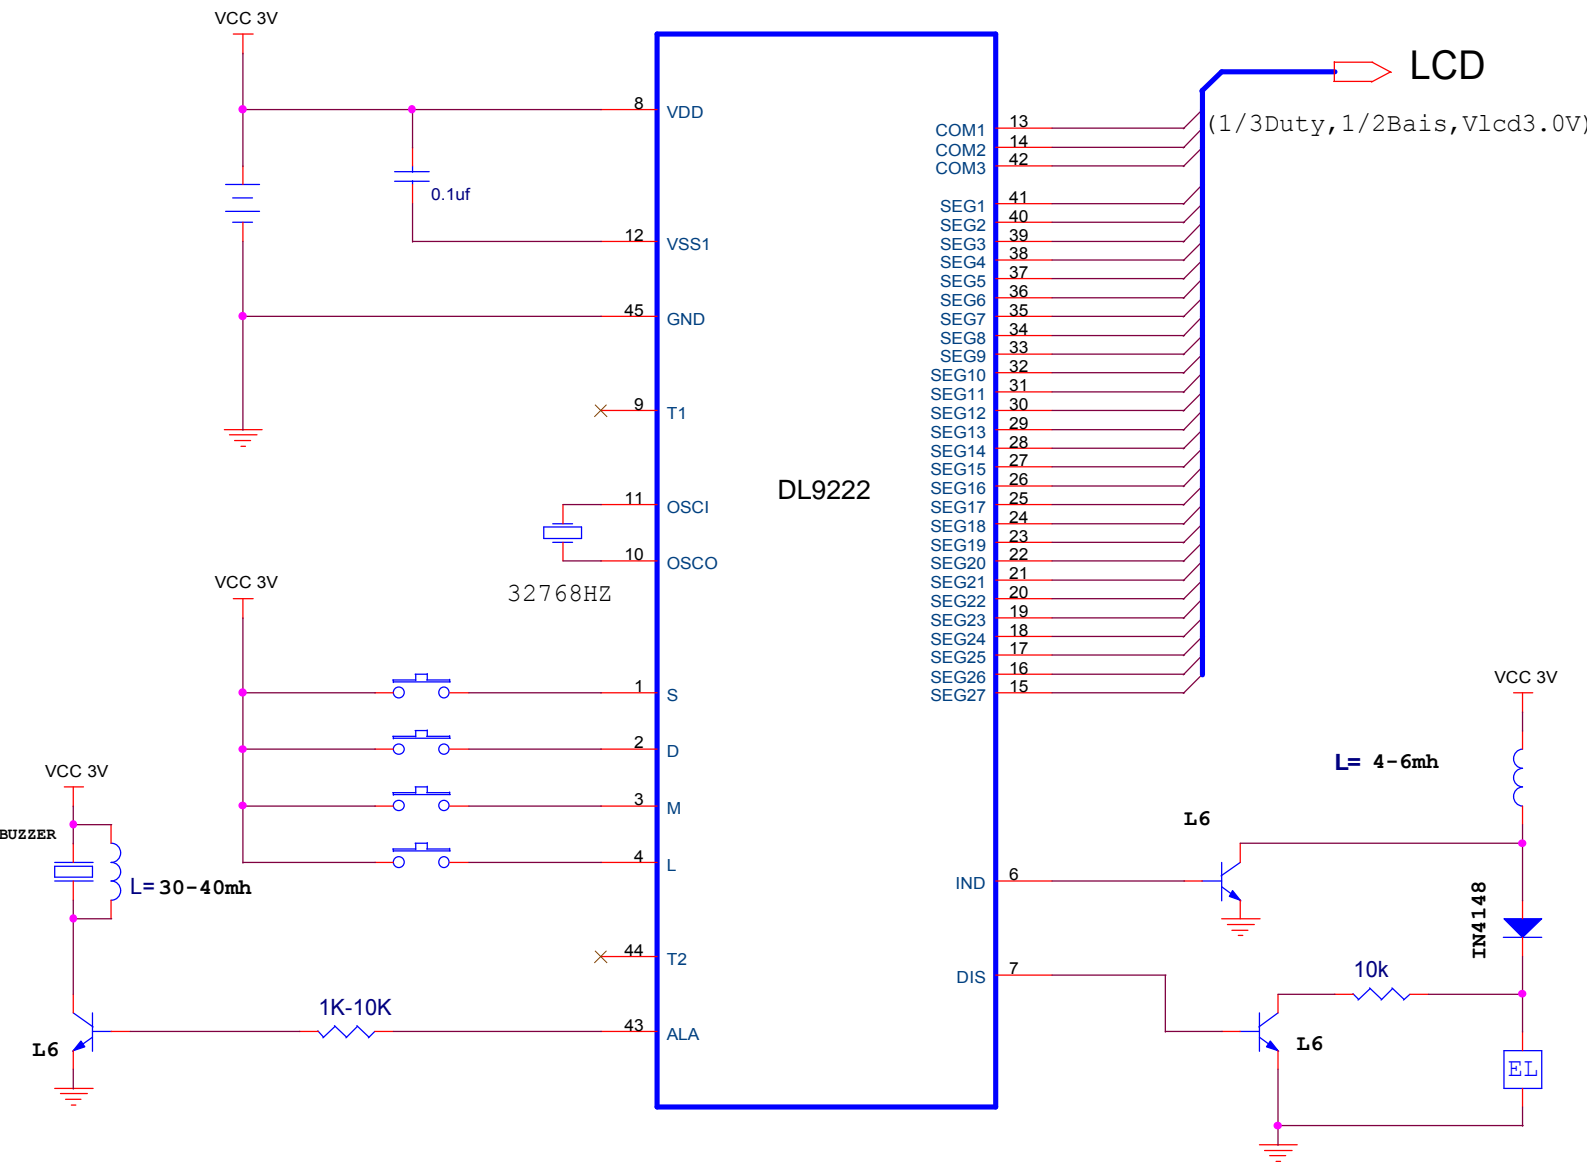 VCC 3V
8
VDD
0.1uf
12
VSS1
45
GND
9
T1
11
OSCI
10
OSCO
32768HZ
VCC 3V
1
S
2
D
3
M
4
L
VCC 3V
BUZZER
L= 30-40mh
44
T2
1K-10K
43
ALA
L6
DL9222
LCD
(1/3Duty,1/2Bais,Vlcd3.0V)
COM1 13
COM2 14
COM3 42
SEG1 41
SEG2 40
SEG3 39
SEG4 38
SEG5 37
SEG6 36
SEG7 35
SEG8 34
SEG9 33
SEG10 32
SEG11 31
SEG12 30
SEG13 29
SEG14 28
SEG15 27
SEG16 26
SEG17 25
SEG18 24
SEG19 23
SEG20 22
SEG21 21
SEG22 20
SEG23 19
SEG24 18
SEG25 17
SEG26 16
SEG27 15
VCC 3V
L= 4-6mh
L6
IND 6
IN4148
DIS 7
10k
L6
EL